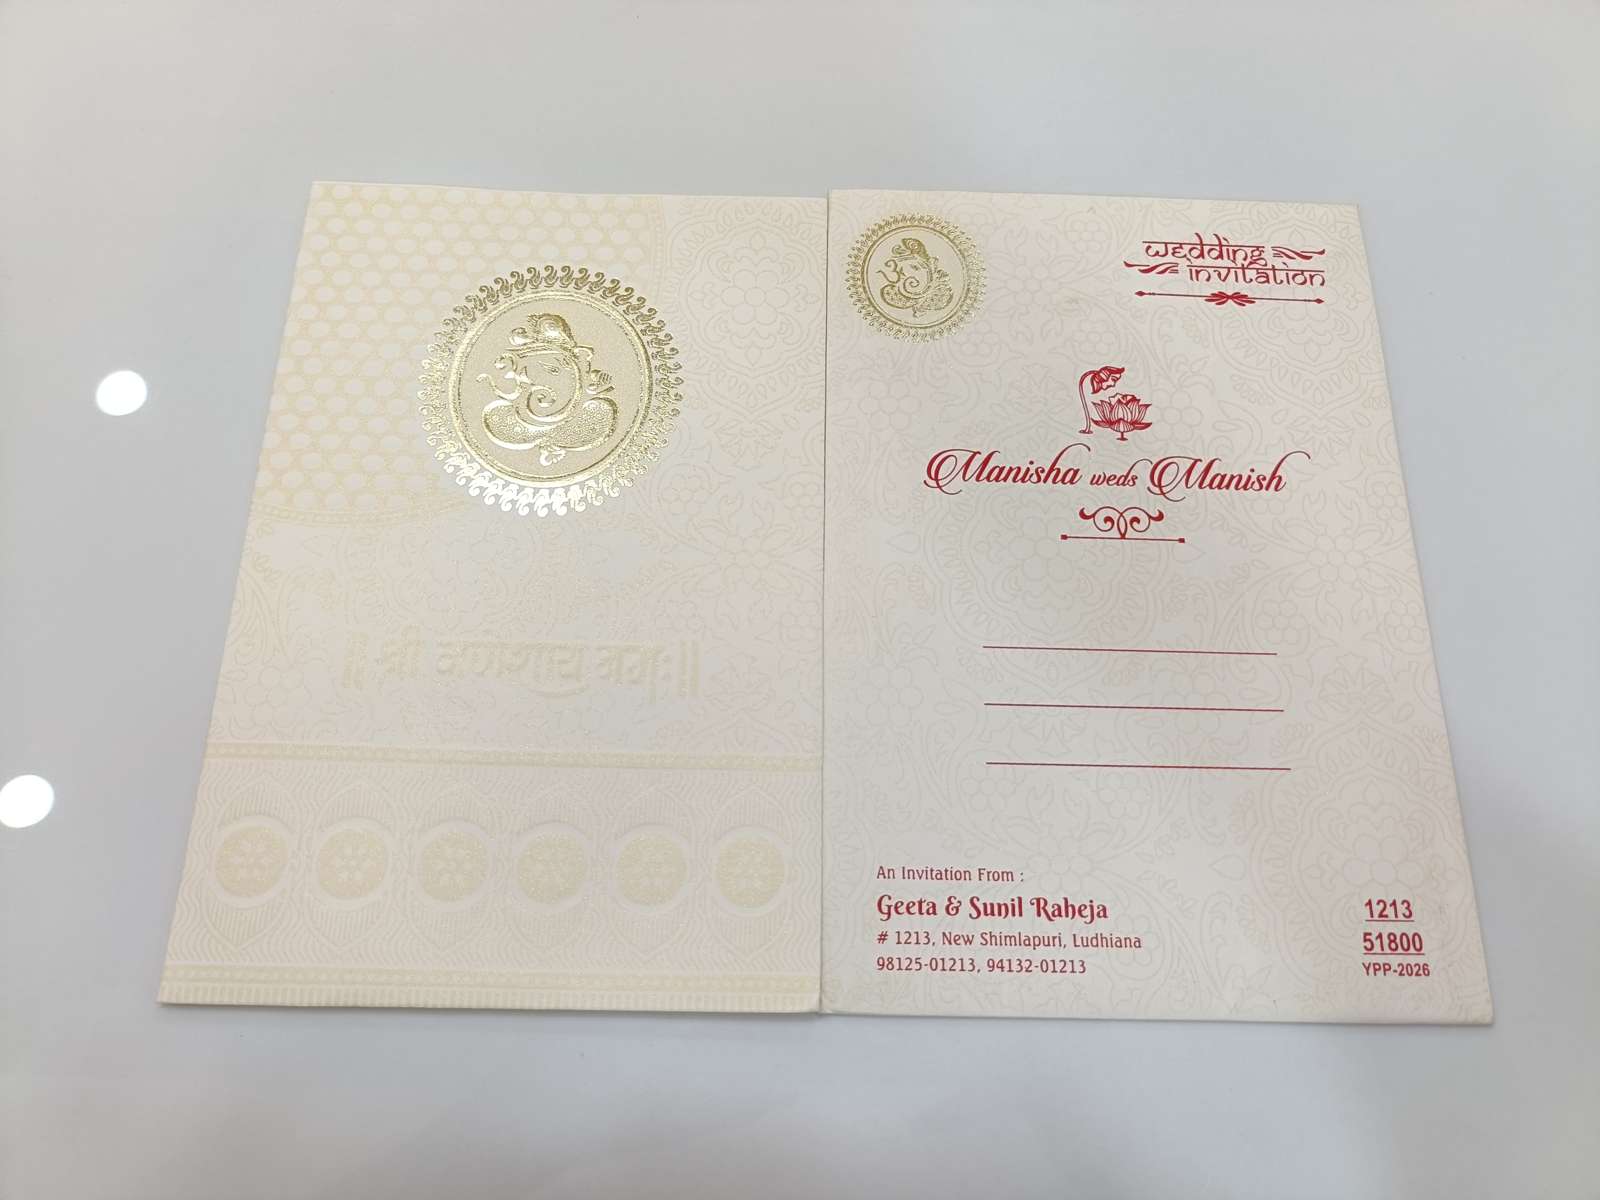 || श्री गणेशाय नमः ||
wedding
invitation
Manisha weds Manish
An Invitation From :
Geeta & Sunil Raheja
# 1213, New Shimlapuri, Ludhiana
98125-01213, 94132-01213
1213
51800
YPP-2026